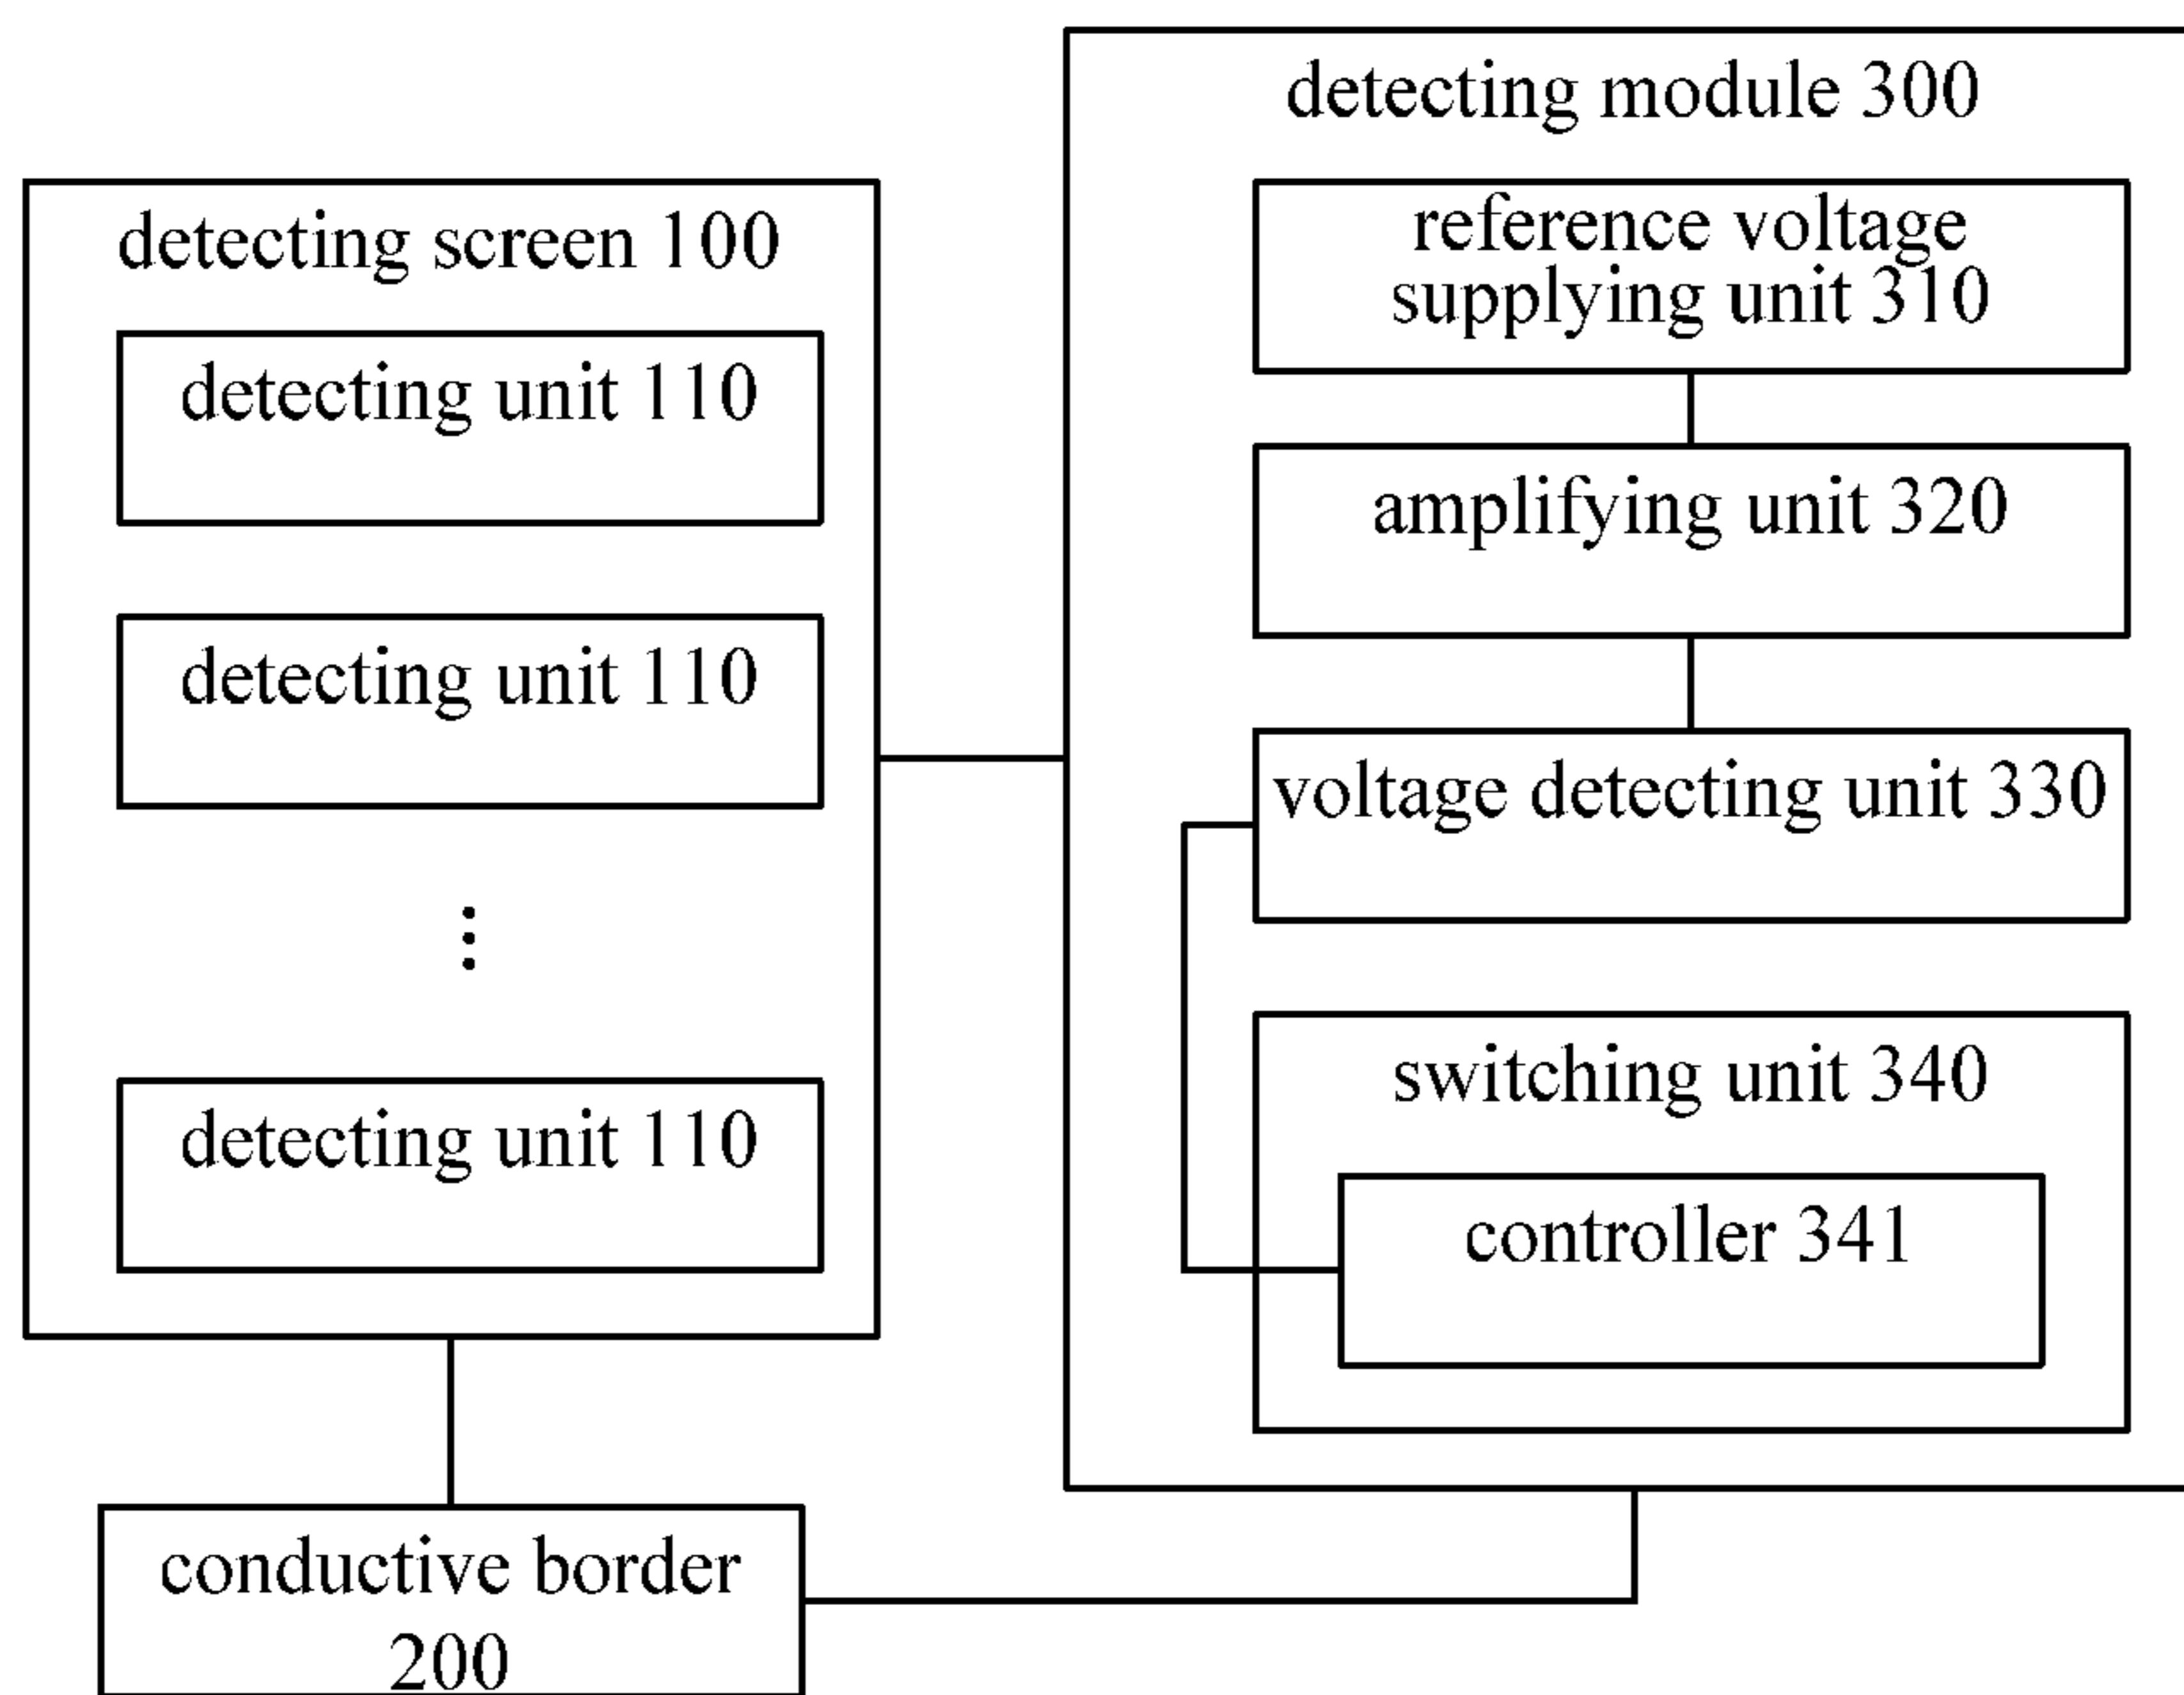 detecting screen 100
detecting unit 110
detecting unit 110
detecting unit 110
conductive border
200
detecting module 300
reference voltage
supplying unit 310
amplifying unit 320
voltage detecting unit 330
switching unit 340
controller 341